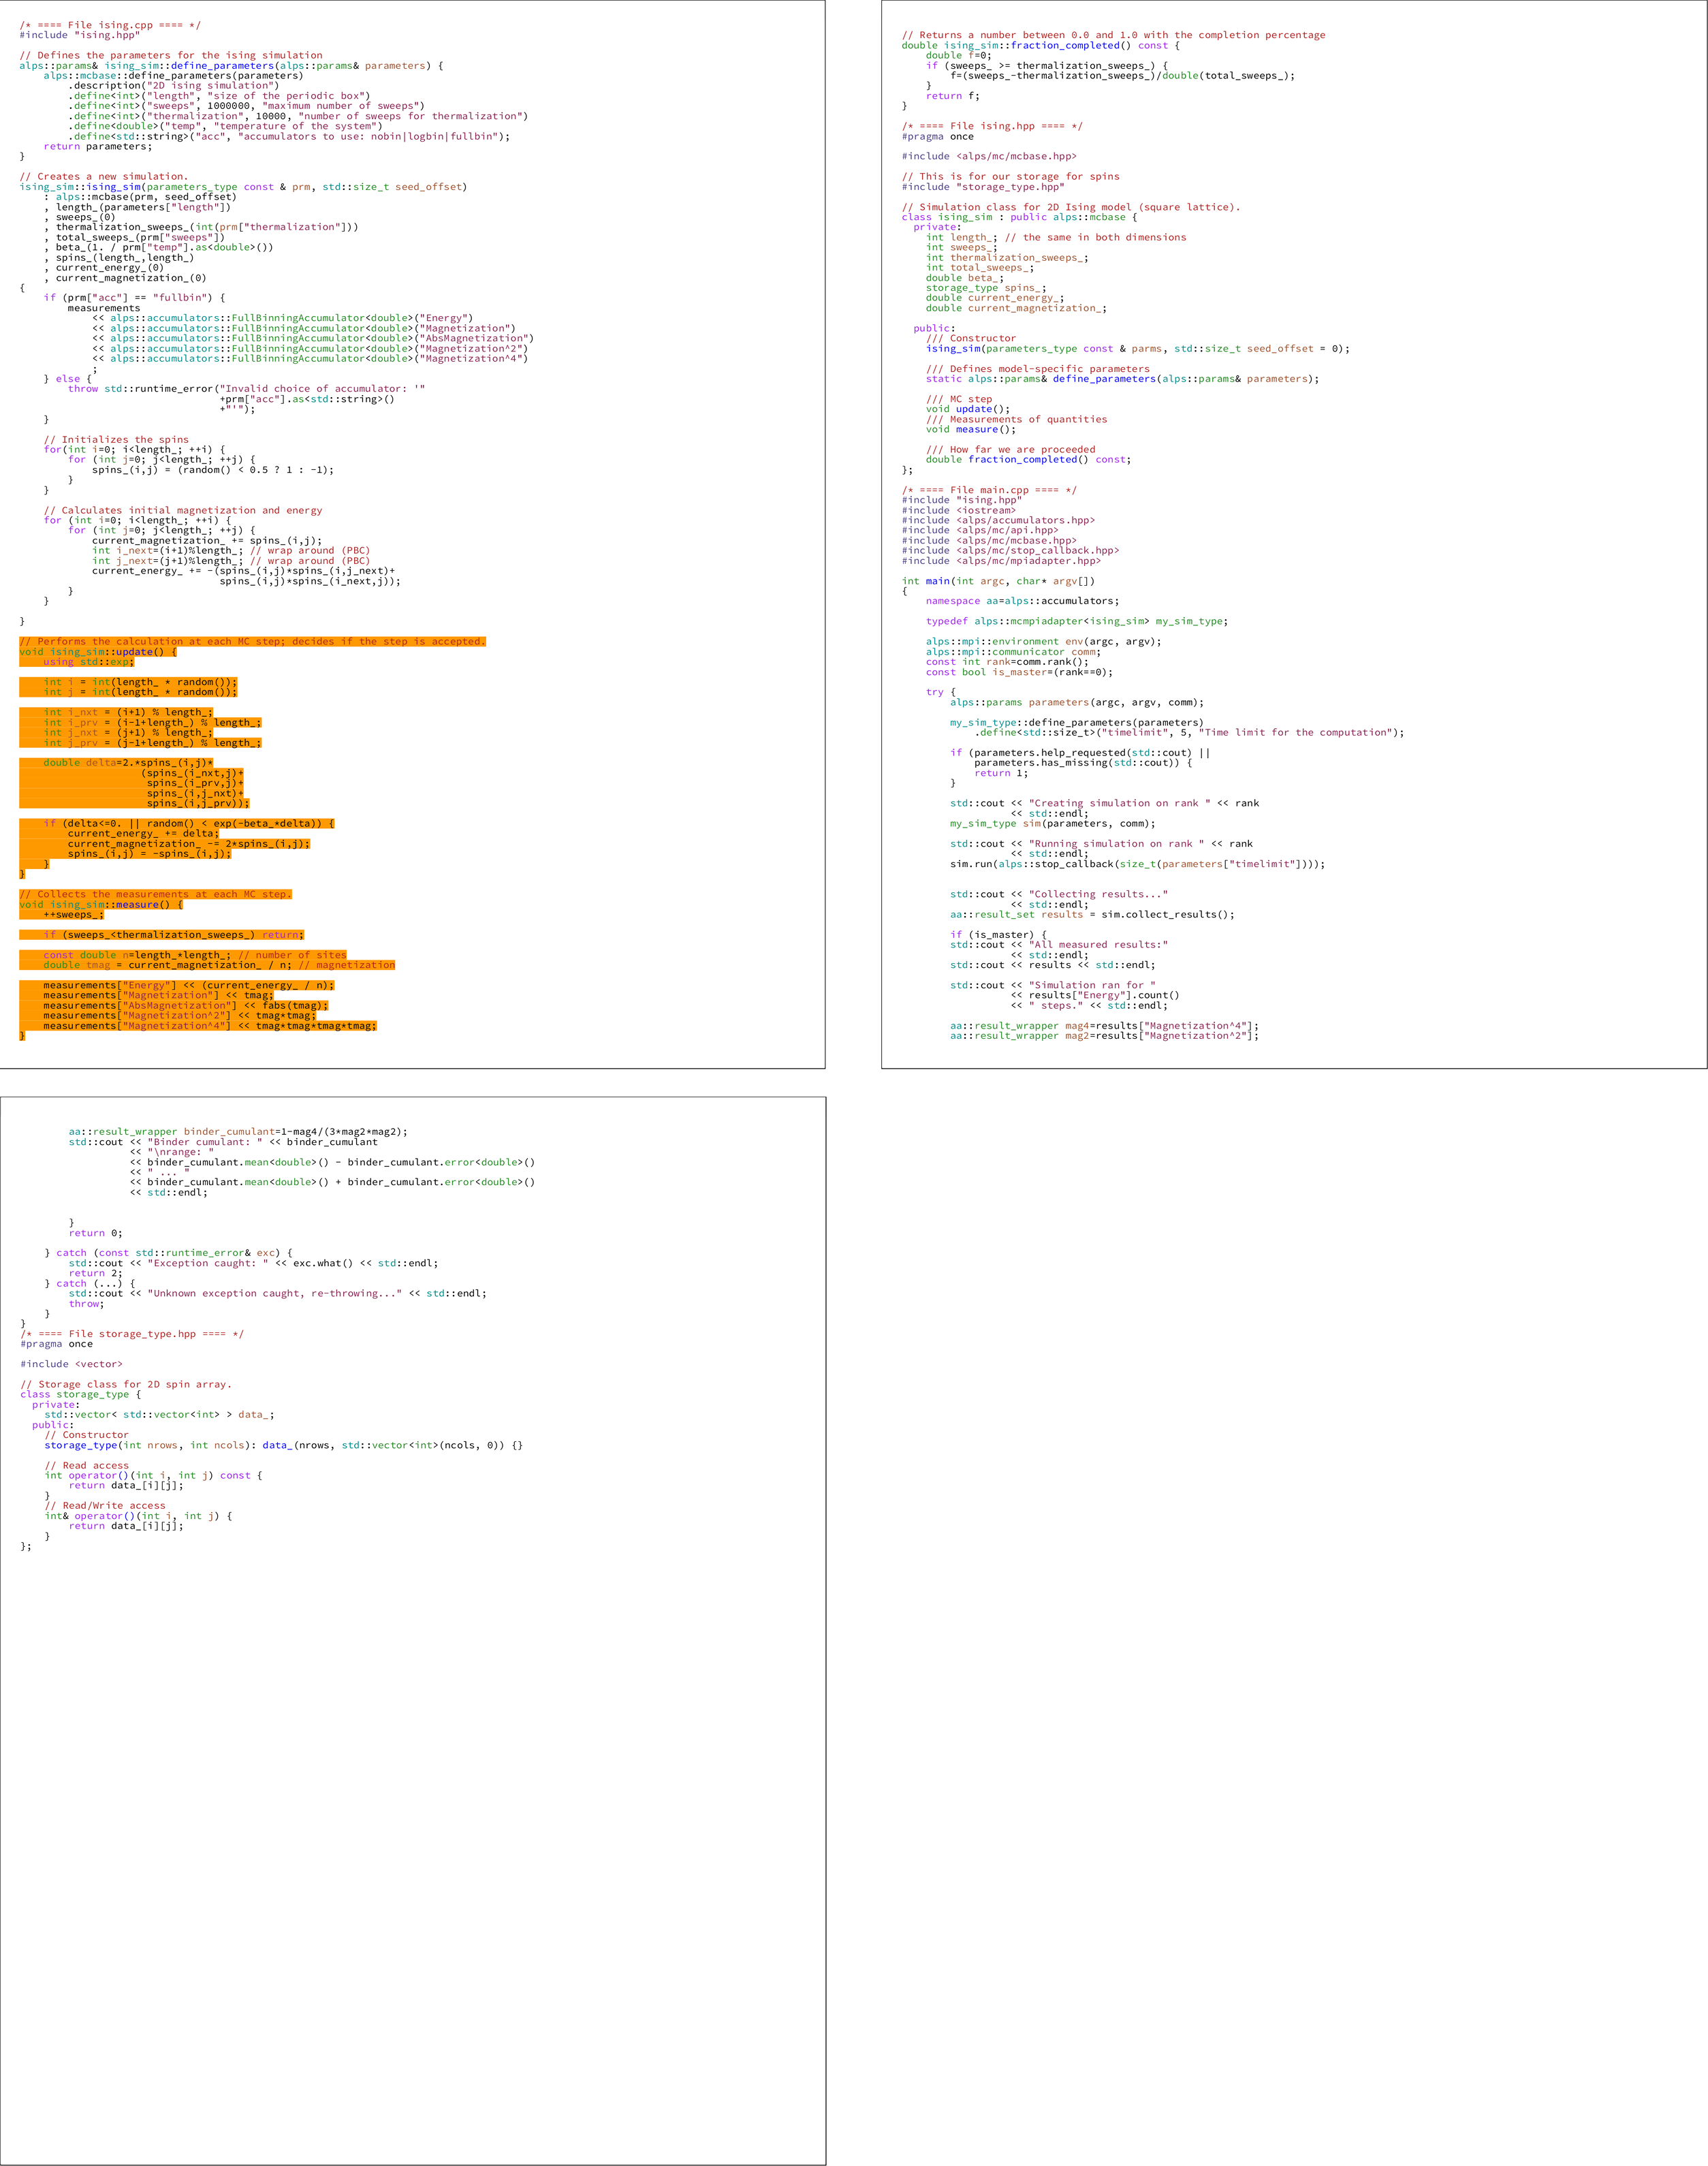 /* ==== File ising.cpp ==== */
#include "ising.hpp"
// Defines the parameters for the ising simulation
alps::params& ising_sim::define_parameters(alps::params& parameters) {
    alps::mcbase::define_parameters(parameters)
        .description("2D ising simulation")
        .define<int>("length", "size of the periodic box")
        .define<int>("sweeps", 1000000, "maximum number of sweeps")
        .define<int>("thermalization", 10000, "number of sweeps for thermalization")
        .define<double>("temp", "temperature of the system")
        .define<std::string>("acc", "accumulators to use: nobin|logbin|fullbin");
    return parameters;
}
// Creates a new simulation.
ising_sim::ising_sim(parameters_type const & prm, std::size_t seed_offset)
    : alps::mcbase(prm, seed_offset)
    , length_(parameters["length"])
    , sweeps_(0)
    , thermalization_sweeps_(int(prm["thermalization"]))
    , total_sweeps_(prm["sweeps"])
    , beta_(1. / prm["temp"].as<double>())
    , spins_(length_,length_)
    , current_energy_(0)
    , current_magnetization_(0)
{
    if (prm["acc"] == "fullbin") {
        measurements
            << alps::accumulators::FullBinningAccumulator<double>("Energy")
            << alps::accumulators::FullBinningAccumulator<double>("Magnetization")
            << alps::accumulators::FullBinningAccumulator<double>("AbsMagnetization")
            << alps::accumulators::FullBinningAccumulator<double>("Magnetization^2")
            << alps::accumulators::FullBinningAccumulator<double>("Magnetization^4")
            ;
    } else {
        throw std::runtime_error("Invalid choice of accumulator: '"
                                 +prm["acc"].as<std::string>()
                                 +"'");
    }
    // Initializes the spins
    for(int i=0; i<length_; ++i) {
        for (int j=0; j<length_; ++j) {
            spins_(i,j) = (random() < 0.5 ? 1 : -1);
        }
    }
    // Calculates initial magnetization and energy
    for (int i=0; i<length_; ++i) {
        for (int j=0; j<length_; ++j) {
            current_magnetization_ += spins_(i,j);
            int i_next=(i+1)%length_; // wrap around (PBC)
            int j_next=(j+1)%length_; // wrap around (PBC)
            current_energy_ += -(spins_(i,j)*spins_(i,j_next)+
                                 spins_(i,j)*spins_(i_next,j));
        }
    }
}
// Performs the calculation at each MC step; decides if the step is accepted.
void ising_sim::update() {
    using std::exp;
    int i = int(length_ * random());
    int j = int(length_ * random());
    int i_nxt = (i+1) % length_;
    int i_prv = (i-1+length_) % length_;
    int j_nxt = (j+1) % length_;
    int j_prv = (j-1+length_) % length_;
    double delta=2.*spins_(i,j)*
                    (spins_(i_nxt,j)+
                     spins_(i_prv,j)+
                     spins_(i,j_nxt)+
                     spins_(i,j_prv));
    if (delta<=0. || random() < exp(-beta_*delta)) {
        current_energy_ += delta;
        current_magnetization_ -= 2*spins_(i,j);
        spins_(i,j) = -spins_(i,j);
    }
}
// Collects the measurements at each MC step.
void ising_sim::measure() {
    ++sweeps_;
    if (sweeps_<thermalization_sweeps_) return;
    const double n=length_*length_; // number of sites
    double tmag = current_magnetization_ / n; // magnetization
    measurements["Energy"] << (current_energy_ / n);
    measurements["Magnetization"] << tmag;
    measurements["AbsMagnetization"] << fabs(tmag);
    measurements["Magnetization^2"] << tmag*tmag;
    measurements["Magnetization^4"] << tmag*tmag*tmag*tmag;
}
// Returns a number between 0.0 and 1.0 with the completion percentage
double ising_sim::fraction_completed() const {
    double f=0;
    if (sweeps_ >= thermalization_sweeps_) {
        f=(sweeps_-thermalization_sweeps_)/double(total_sweeps_);
    }
    return f;
}
/* ==== File ising.hpp ==== */
#pragma once
#include <alps/mc/mcbase.hpp>
// This is for our storage for spins
#include "storage_type.hpp"
// Simulation class for 2D Ising model (square lattice).
class ising_sim : public alps::mcbase {
  private:
    int length_; // the same in both dimensions
    int sweeps_;
    int thermalization_sweeps_;
    int total_sweeps_;
    double beta_;
    storage_type spins_;
    double current_energy_;
    double current_magnetization_;
  public:
    /// Constructor
    ising_sim(parameters_type const & parms, std::size_t seed_offset = 0);
    /// Defines model-specific parameters
    static alps::params& define_parameters(alps::params& parameters);
    /// MC step
    void update();
    /// Measurements of quantities
    void measure();
    /// How far we are proceeded
    double fraction_completed() const;
};
/* ==== File main.cpp ==== */
#include "ising.hpp"
#include <iostream>
#include <alps/accumulators.hpp>
#include <alps/mc/api.hpp>
#include <alps/mc/mcbase.hpp>
#include <alps/mc/stop_callback.hpp>
#include <alps/mc/mpiadapter.hpp>
int main(int argc, char* argv[])
{
    namespace aa=alps::accumulators;
    typedef alps::mcmpiadapter<ising_sim> my_sim_type;
    alps::mpi::environment env(argc, argv);
    alps::mpi::communicator comm;
    const int rank=comm.rank();
    const bool is_master=(rank==0);
    try {
        alps::params parameters(argc, argv, comm);
        my_sim_type::define_parameters(parameters)
            .define<std::size_t>("timelimit", 5, "Time limit for the computation");
        if (parameters.help_requested(std::cout) ||
            parameters.has_missing(std::cout)) {
            return 1;
        }
        std::cout << "Creating simulation on rank " << rank
                  << std::endl;
        my_sim_type sim(parameters, comm);
        std::cout << "Running simulation on rank " << rank
                  << std::endl;
        sim.run(alps::stop_callback(size_t(parameters["timelimit"])));
        std::cout << "Collecting results..."
                  << std::endl;
        aa::result_set results = sim.collect_results();
        if (is_master) {
        std::cout << "All measured results:"
                  << std::endl;
        std::cout << results << std::endl;
        std::cout << "Simulation ran for "
                  << results["Energy"].count()
                  << " steps." << std::endl;
        aa::result_wrapper mag4=results["Magnetization^4"];
        aa::result_wrapper mag2=results["Magnetization^2"];
        aa::result_wrapper binder_cumulant=1-mag4/(3*mag2*mag2);
        std::cout << "Binder cumulant: " << binder_cumulant
                  << "\nrange: "
                  << binder_cumulant.mean<double>() - binder_cumulant.error<double>()
                  << " ... "
                  << binder_cumulant.mean<double>() + binder_cumulant.error<double>()
                  << std::endl;
        }
        return 0;
    } catch (const std::runtime_error& exc) {
        std::cout << "Exception caught: " << exc.what() << std::endl;
        return 2;
    } catch (...) {
        std::cout << "Unknown exception caught, re-throwing..." << std::endl;
        throw;
    }
}
/* ==== File storage_type.hpp ==== */
#pragma once
#include <vector>
// Storage class for 2D spin array.
class storage_type {
  private:
    std::vector< std::vector<int> > data_;
  public:
    // Constructor
    storage_type(int nrows, int ncols): data_(nrows, std::vector<int>(ncols, 0)) {}
    // Read access
    int operator()(int i, int j) const {
        return data_[i][j];
    }
    // Read/Write access
    int& operator()(int i, int j) {
        return data_[i][j];
    }
};